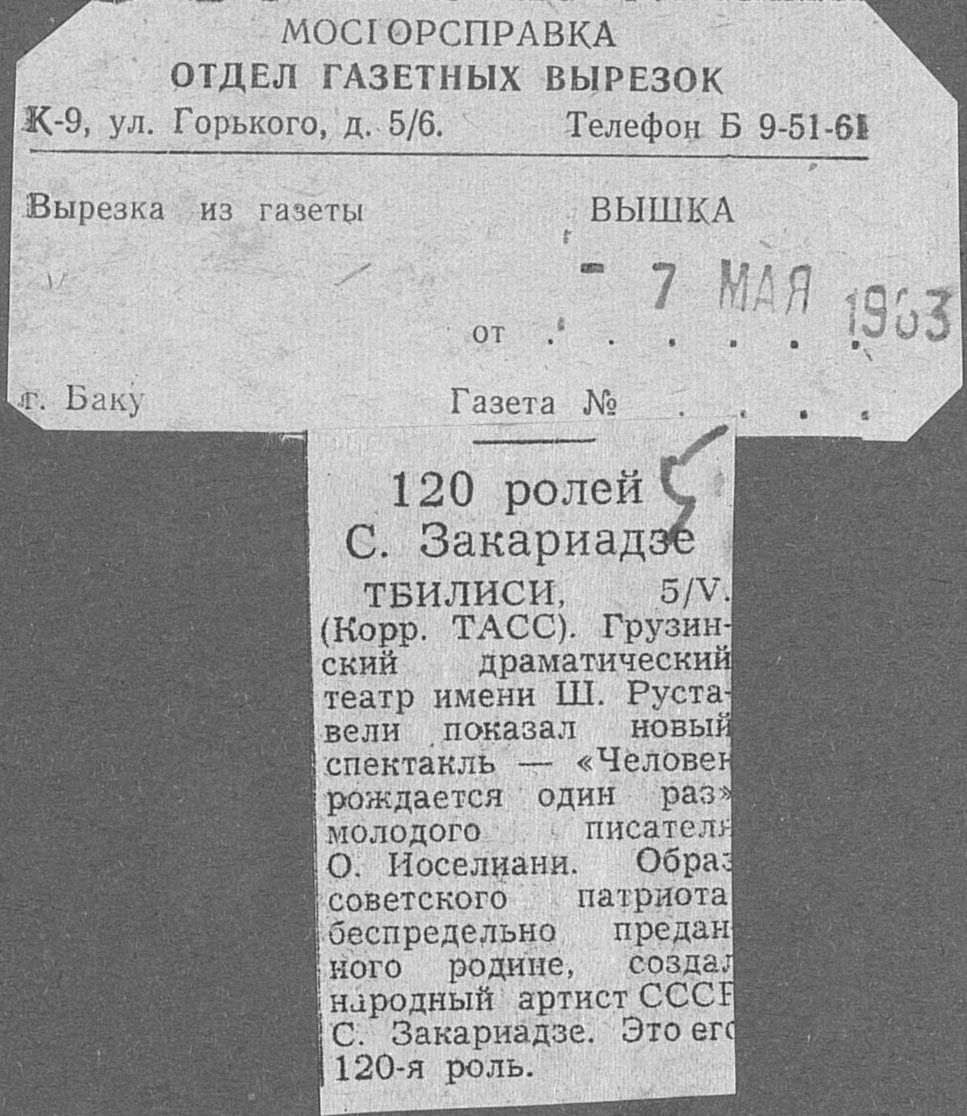 МОСГОРСПРАВКА
ОТДЕЛ ГАЗЕТНЫХ ВЫРЕЗОК
К-9, ул. Горького, д. 5/6. Телефон Б 9-51-61
Вырезка из газеты ВЫШКА
- 7 МАЯ 1963
от . . . . . .
г. Баку Газета № . . . .
120 ролей
С. Закариадзе
ТБИЛИСИ, 5/V.
(Корр. ТАСС). Грузин-
ский драматический
театр имени Ш. Руста-
вели показал новый
спектакль — «Человек
рождается один раз»
молодого писателя
О. Иоселиани. Образ
советского патриота,
беспредельно предан-
ного родине, создал
народный артист СССР
С. Закариадзе. Это его
120-я роль.